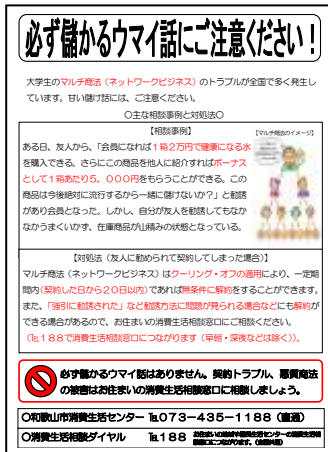 必ず儲かるウマイ話にご注意ください！
大学生のマルチ商法（ネットワークビジネス）のトラブルが全国で多く発生し
ています。甘い儲け話には、ご注意ください。
〇主な相談事例と対処法〇
【相談事例】
【マルチ商法のイメージ】
ある日、友人から、「会員になれば１箱２万円で健康になる水
を購入できる。さらにこの商品を他人に紹介すればボーナス
として１箱あたり５，０００円をもらうことができる。この
商品は今後絶対に流行するから一緒に儲けないか？」と勧誘
があり会員となった。しかし、自分が友人を勧誘してもなか
なかうまくいかず、在庫商品が山積みの状態となっている。
【対処法（友人に勧められて契約してしまった場合）】
マルチ商法（ネットワークビジネス）はクーリング・オフの適用により、一定期
間内（契約した日から２０日以内）であれば無条件に解約をすることができます。
また、「強引に勧誘された」など勧誘方法に問題が見られる場合などにも解約が
できる場合があるので、お住まいの消費生活相談窓口にご相談ください。
（℡１８８で消費生活相談窓口につながります（早朝・深夜などは除く））。
必ず儲かるウマイ話はありません。契約トラブル、悪質商法
の被害はお住まいの消費生活相談窓口に相談しましょう。
〇和歌山市消費生活センター ℡０７３－４３５－１１８８（直通）
〇消費生活相談ダイヤル ℡１８８